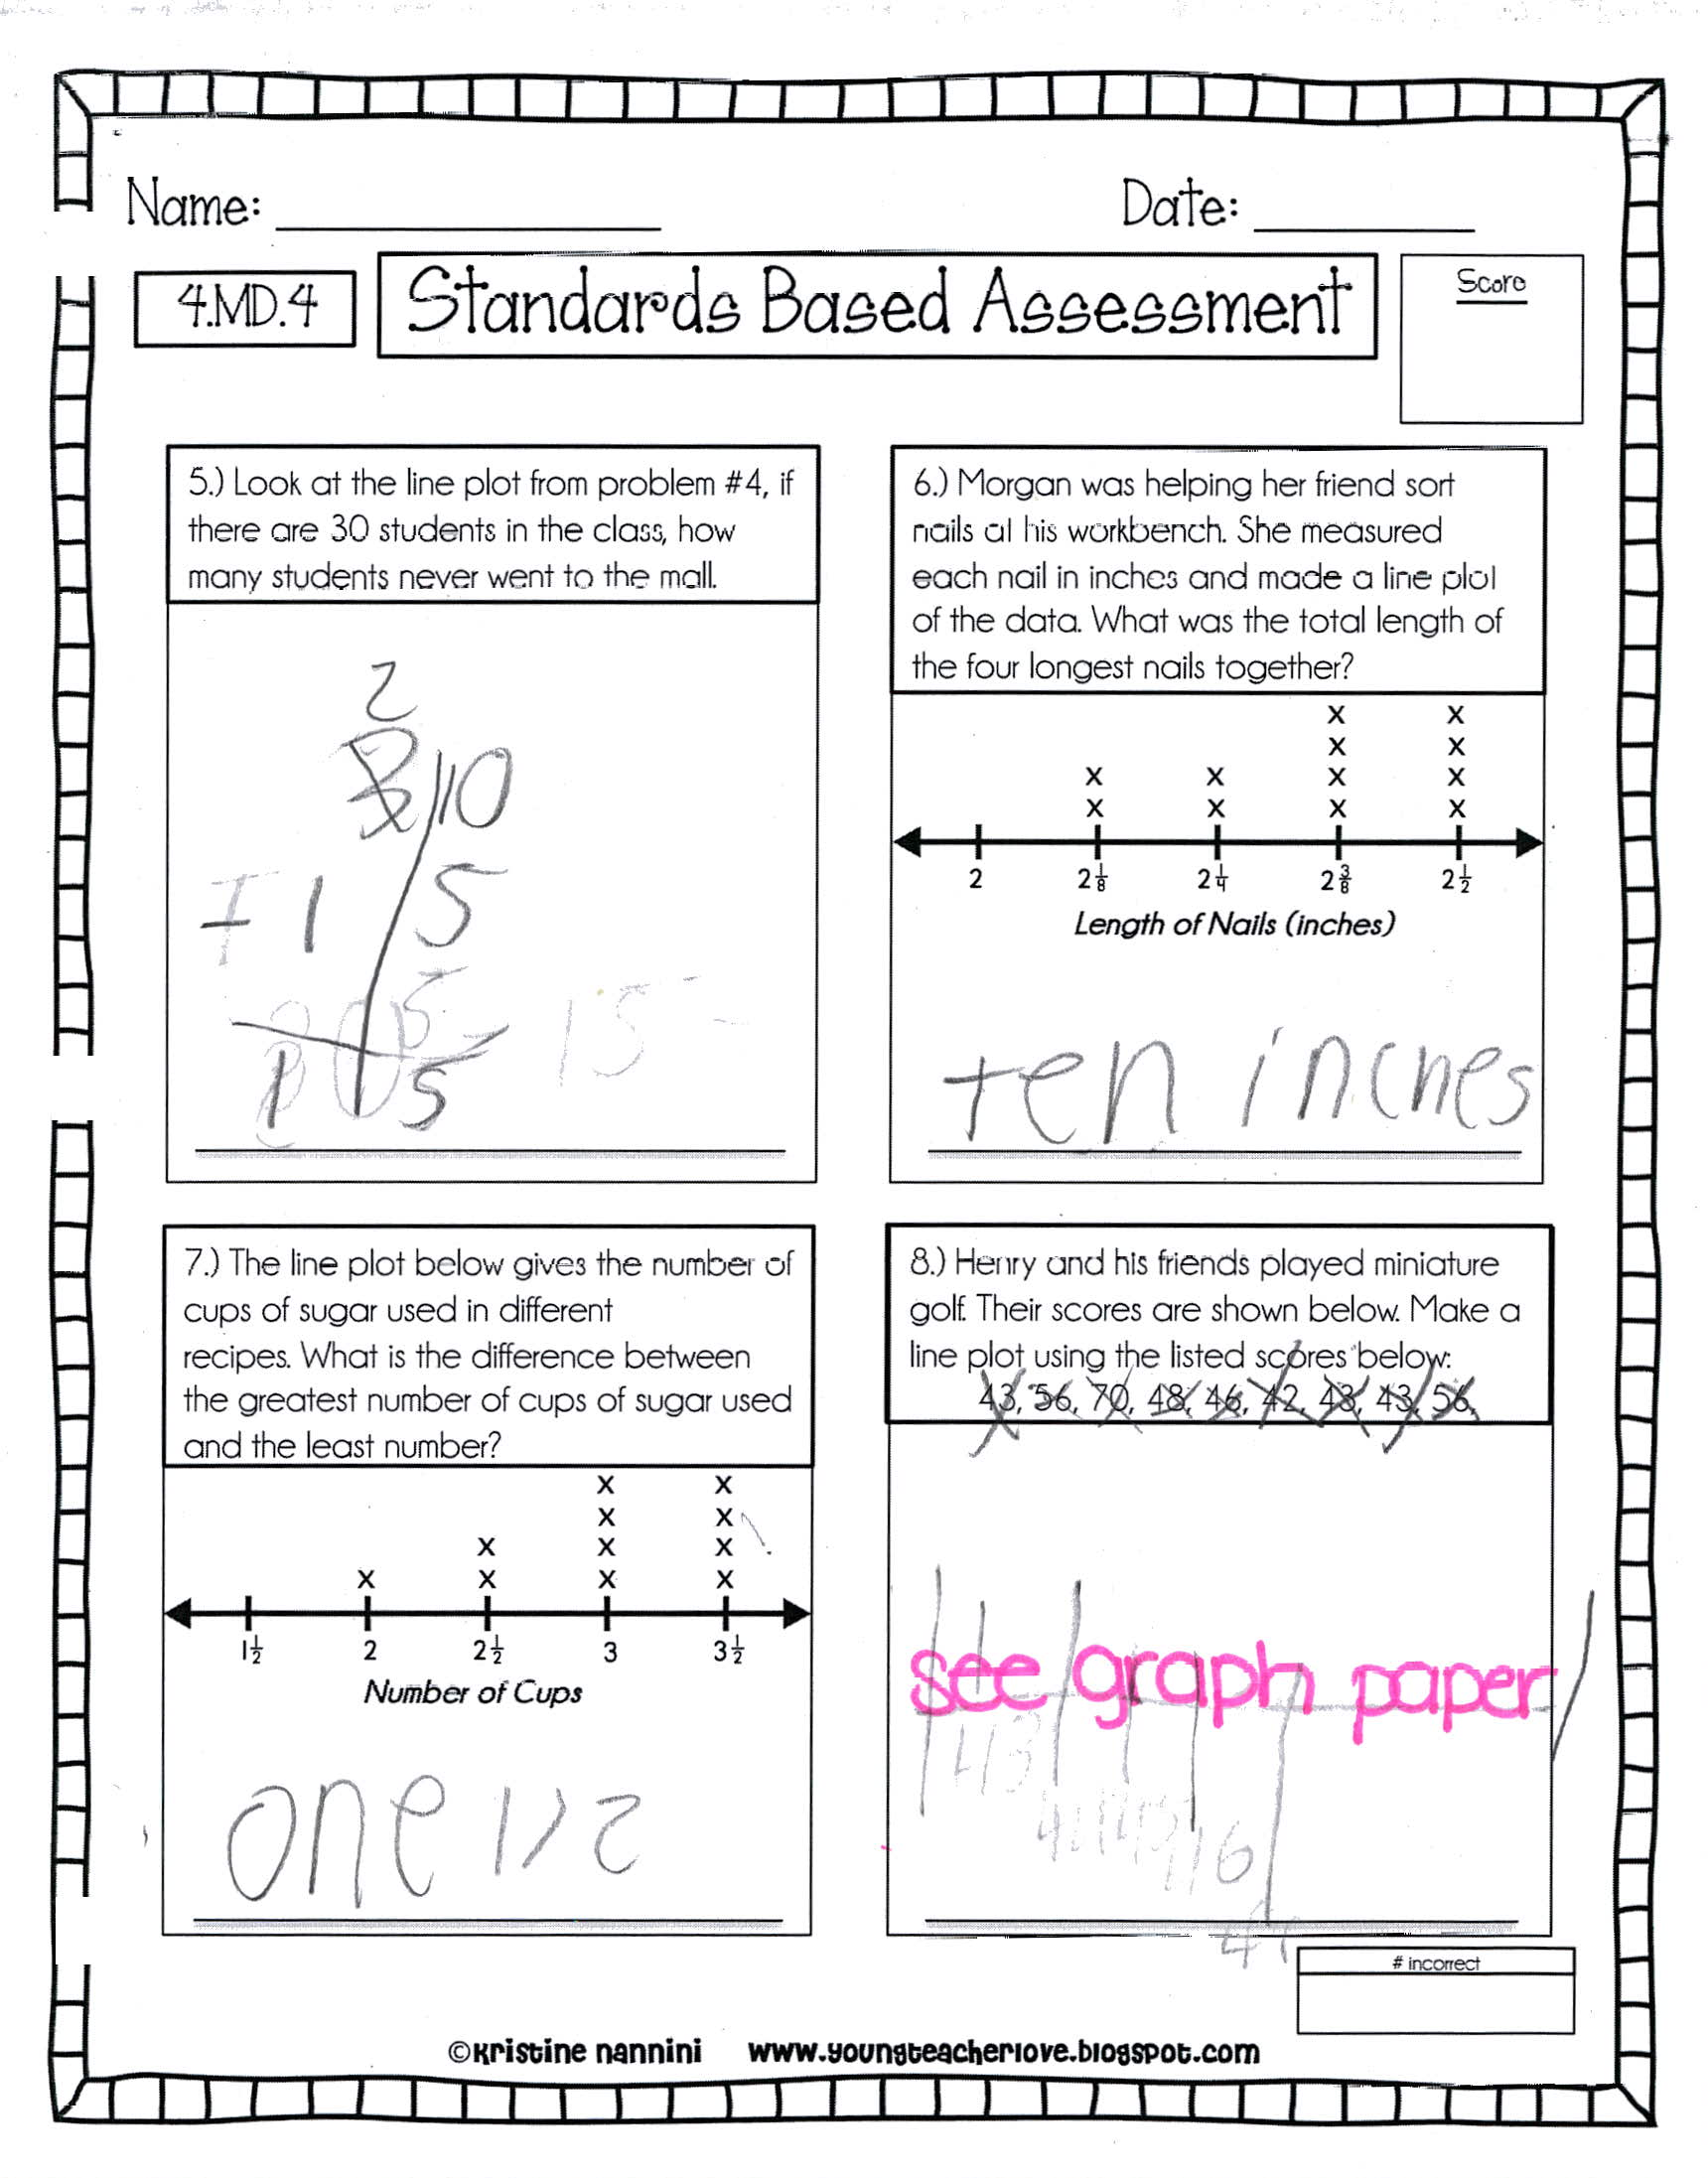 Name:
Date:
4.MD.4
Standards Based Assessment
Score
5.) Look at the line plot from problem #4, if
there are 30 students in the class, how
many students never went to the mall.
2
3 10
- 1 5
15
15
6.) Morgan was helping her friend sort
nails at his workbench. She measured
each nail in inches and made a line plot
of the data. What was the total length of
the four longest nails together?
X X
X X
X X X X
X X X X
2 2 1/8 2 1/4 2 3/8 2 1/2
Length of Nails (inches)
ten inches
7.) The line plot below gives the number of
cups of sugar used in different
recipes. What is the difference between
the greatest number of cups of sugar used
and the least number?
X X
X X
X X X
X X X X
1 1/2 2 2 1/2 3 3 1/2
Number of Cups
one 1/2
8.) Henry and his friends played miniature
golf. Their scores are shown below. Make a
line plot using the listed scores below:
43, 56, 70, 48, 46, 42, 43, 43, 56,
see graph paper
43
# incorrect
©Kristine Nannini www.youngteacherlove.blogspot.com